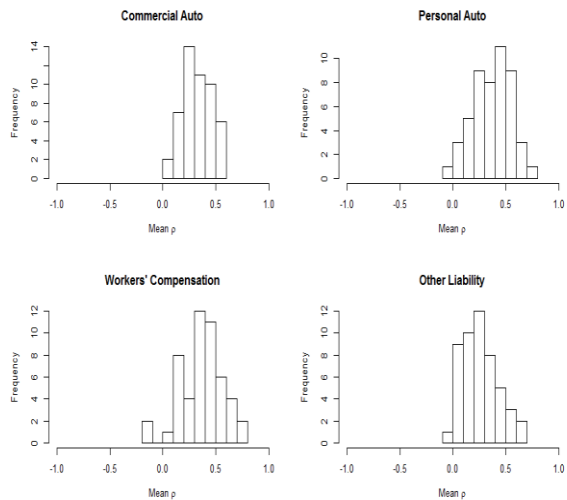 Commercial Auto
Frequency
0 2 4 6 8 10 14
-1.0 -0.5 0.0 0.5 1.0
Mean ρ
Personal Auto
Frequency
0 2 4 6 8 10
-1.0 -0.5 0.0 0.5 1.0
Mean ρ
Workers' Compensation
Frequency
0 2 4 6 8 10 12
-1.0 -0.5 0.0 0.5 1.0
Mean ρ
Other Liability
Frequency
0 2 4 6 8 10 12
-1.0 -0.5 0.0 0.5 1.0
Mean ρ